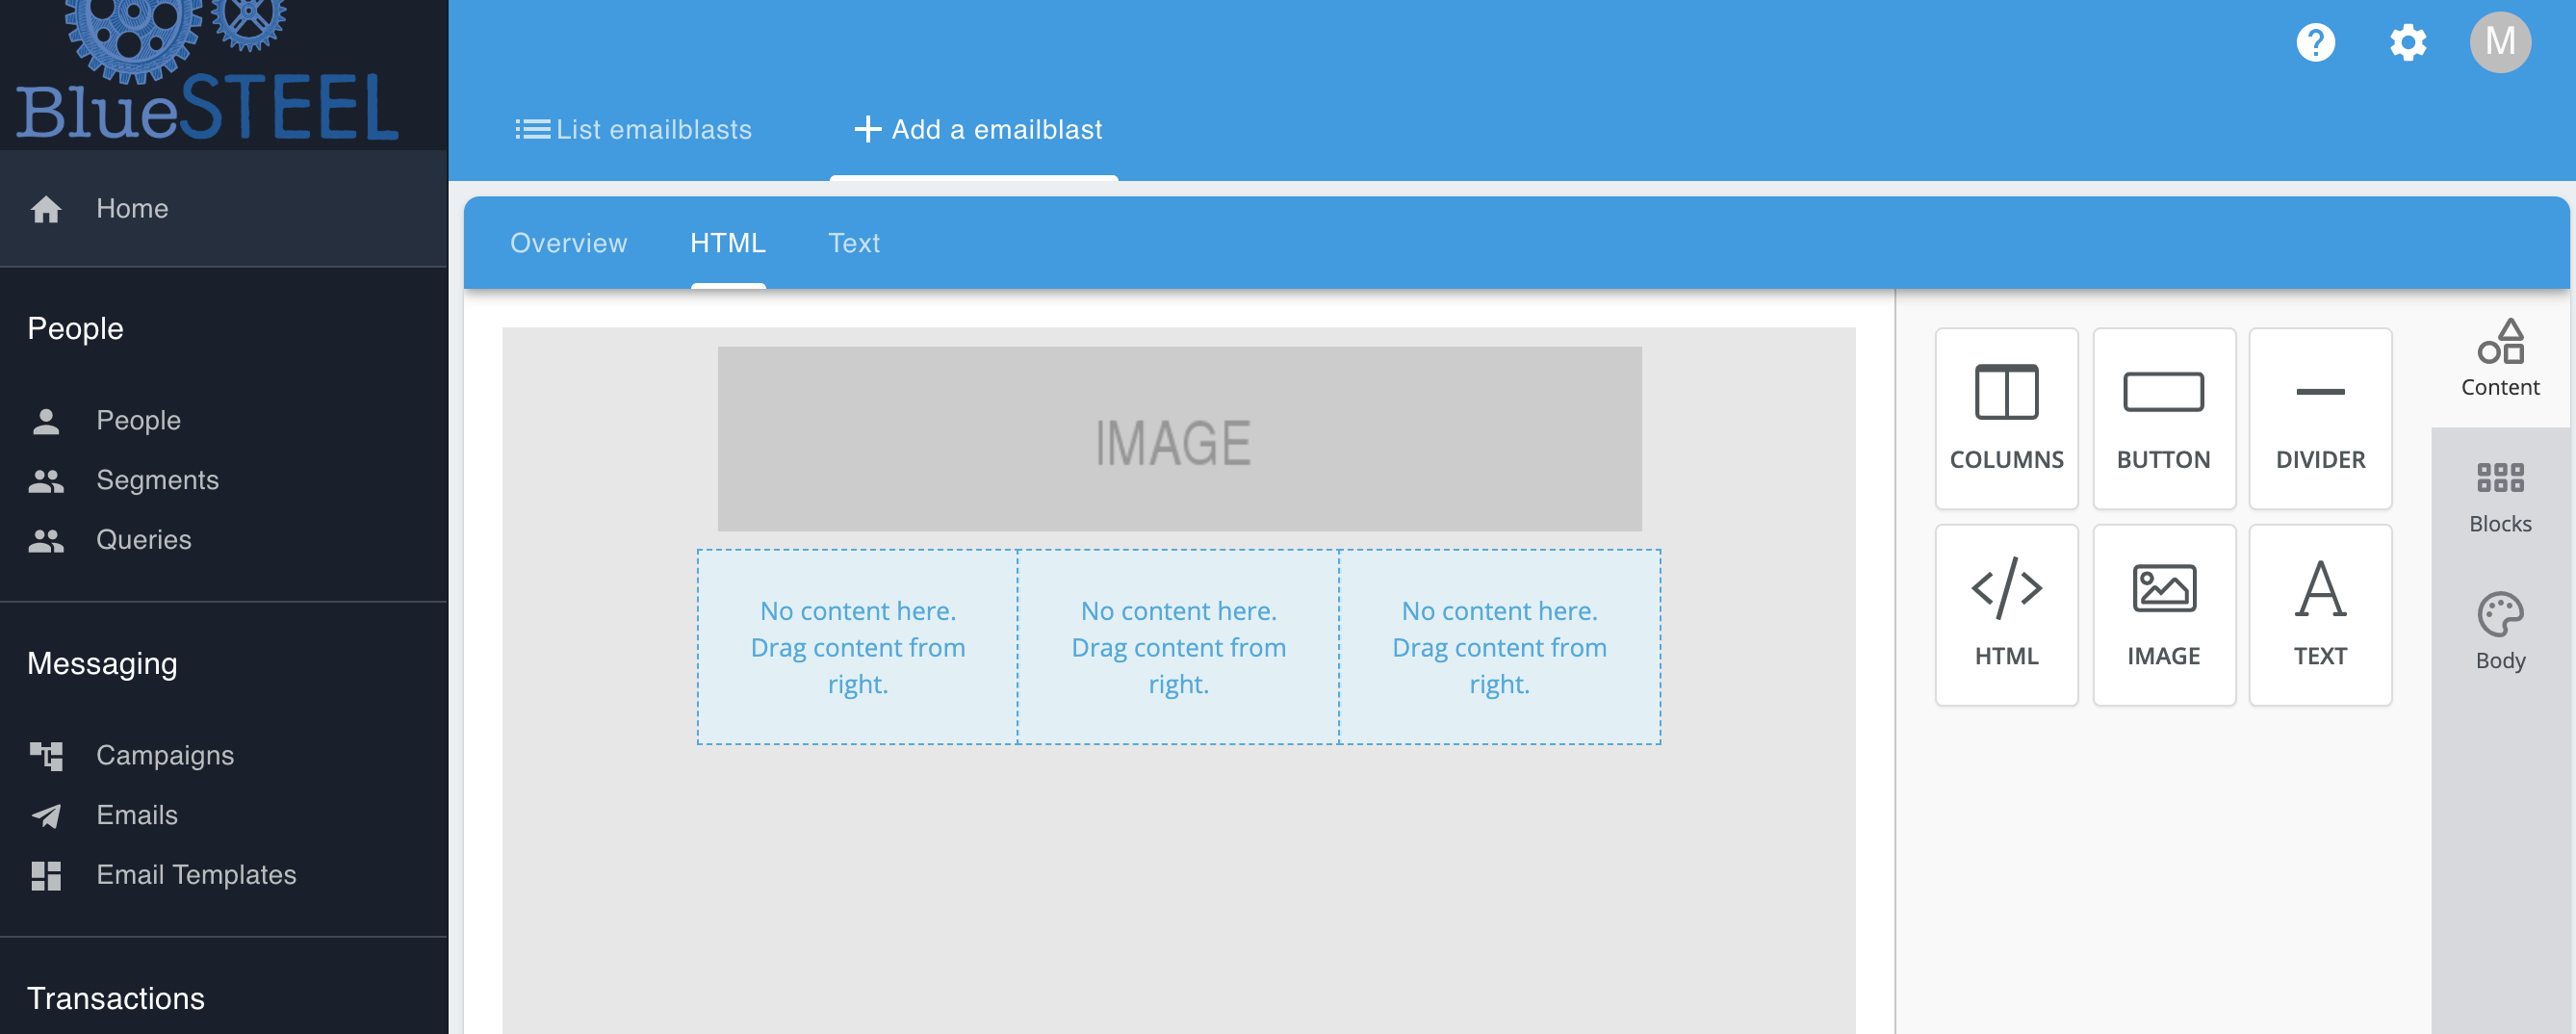 BlueSTEEL
M
List emailblasts
Add a emailblast
Home
Overview
HTML
Text
People
People
Segments
Queries
Messaging
Campaigns
Emails
Email Templates
Transactions
IMAGE
No content here.
Drag content from
right.
No content here.
Drag content from
right.
No content here.
Drag content from
right.
COLUMNS
BUTTON
DIVIDER
HTML
IMAGE
TEXT
Content
Blocks
Body